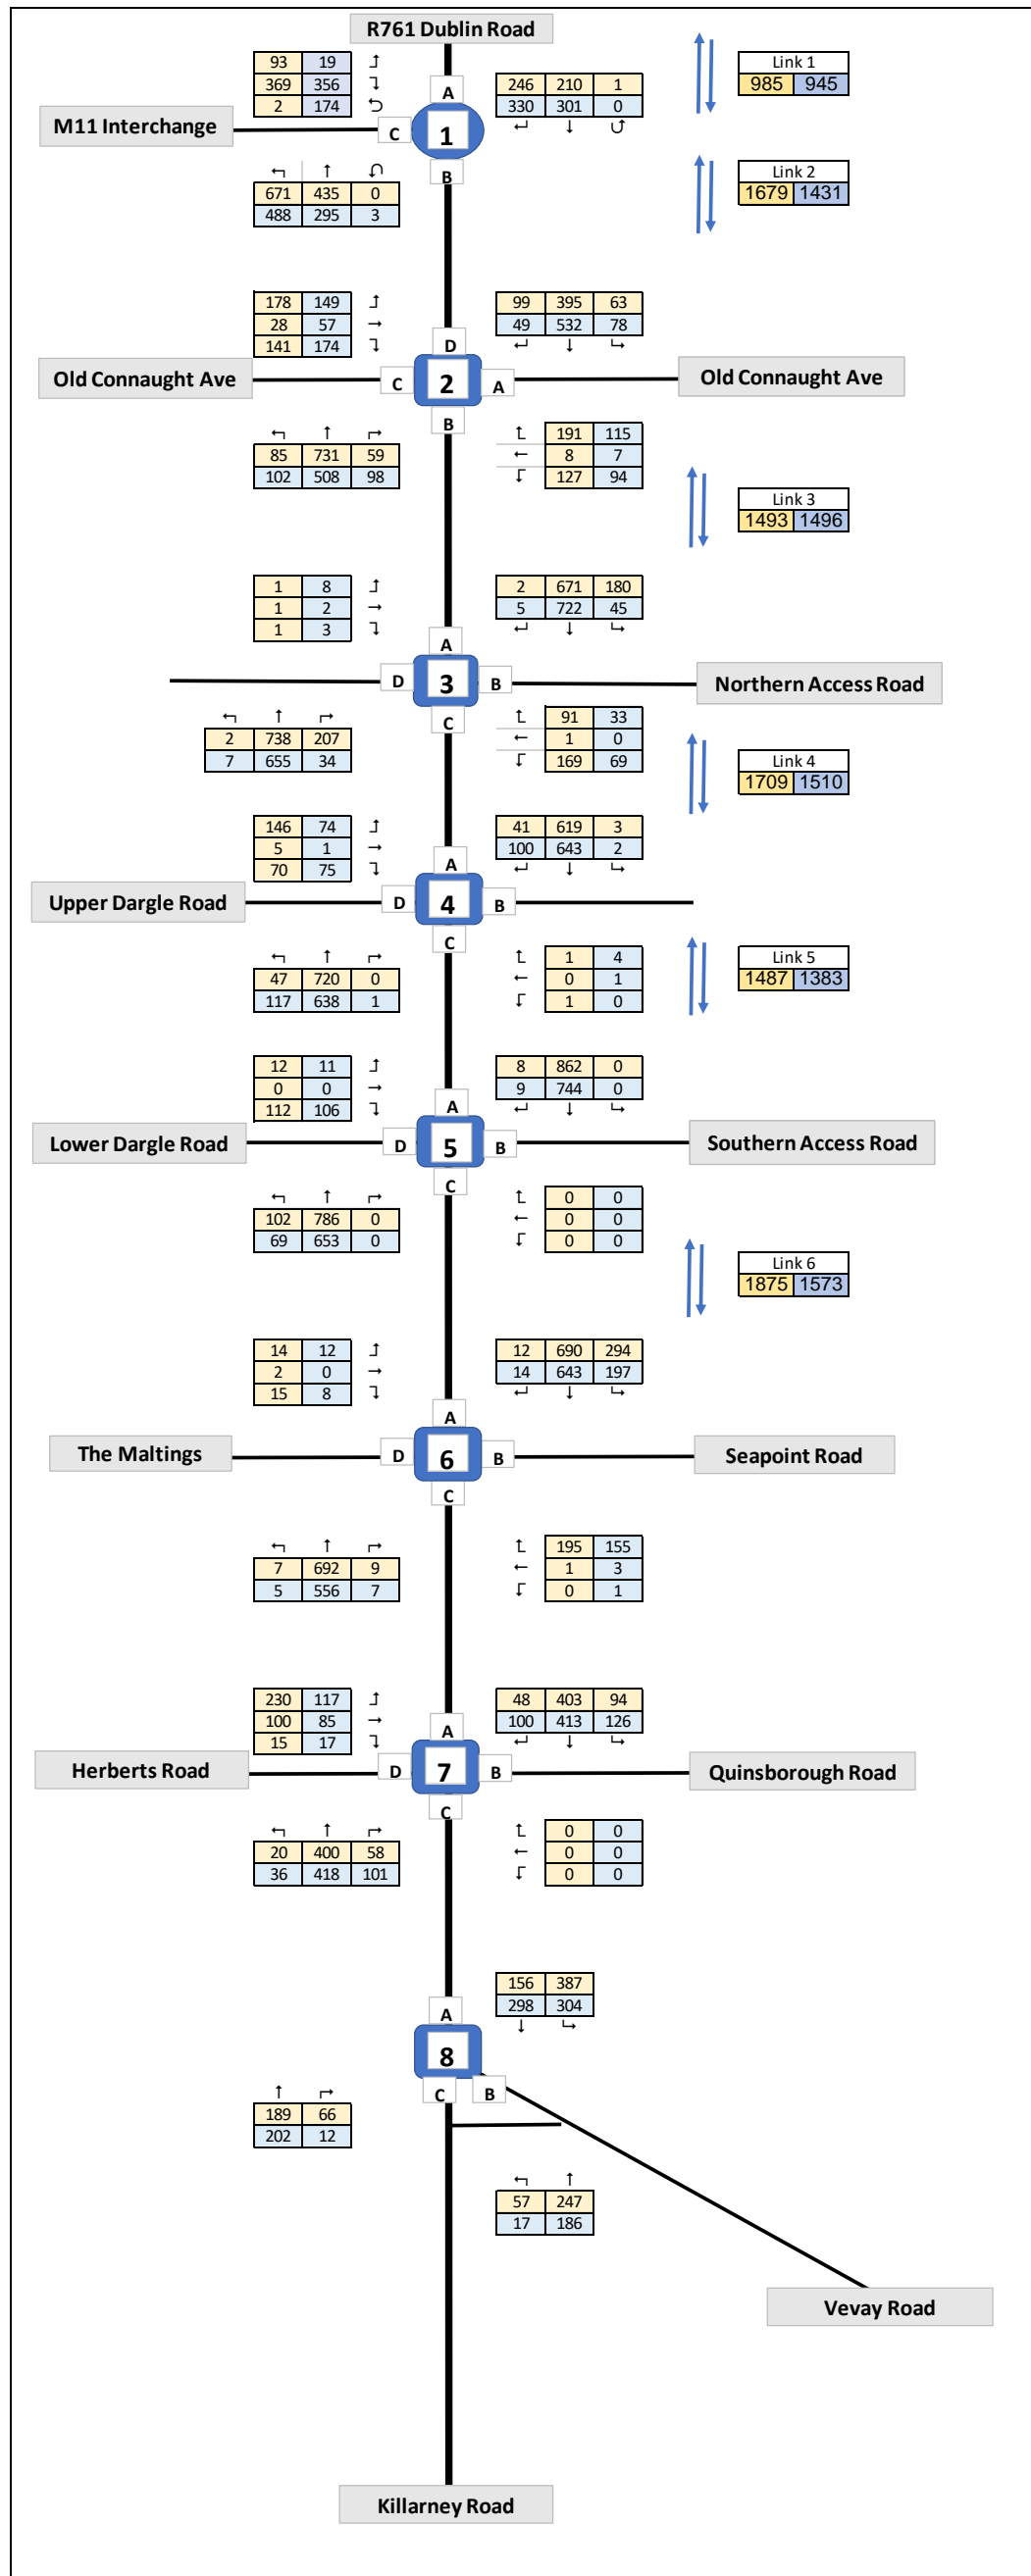 R761 Dublin Road
93 19 ⮥
369 356 ↴
2 174 ⮌
A
246 210 1
330 301 0
↵ ↓ ⮍
Link 1
985 945
M11 Interchange
C
1
B
↰ ↑ ↷
671 435 0
488 295 3
Link 2
1679 1431
178 149 ⮥
28 57 →
141 174 ↴
99 395 63
49 532 78
↵ ↓ ↳
D
Old Connaught Ave
C
2
A
Old Connaught Ave
B
↰ ↑ ↱
85 731 59
102 508 98
↑ 191 115
← 8 7
↓ 127 94
Link 3
1493 1496
1 8 ⮥
1 2 →
1 3 ↴
2 671 180
5 722 45
↵ ↓ ↳
A
D
3
B
Northern Access Road
C
↰ ↑ ↱
2 738 207
7 655 34
↑ 91 33
← 1 0
↓ 169 69
Link 4
1709 1510
146 74 ⮥
5 1 →
70 75 ↴
41 619 3
100 643 2
↵ ↓ ↳
A
Upper Dargle Road
D
4
B
C
↰ ↑ ↱
47 720 0
117 638 1
↑ 1 4
← 0 1
↓ 1 0
Link 5
1487 1383
12 11 ⮥
0 0 →
112 106 ↴
8 862 0
9 744 0
↵ ↓ ↳
A
Lower Dargle Road
D
5
B
Southern Access Road
C
↰ ↑ ↱
102 786 0
69 653 0
↑ 0 0
← 0 0
↓ 0 0
Link 6
1875 1573
14 12 ⮥
2 0 →
15 8 ↴
12 690 294
14 643 197
↵ ↓ ↳
A
The Maltings
D
6
B
Seapoint Road
C
↰ ↑ ↱
7 692 9
5 556 7
↑ 195 155
← 1 3
↓ 0 1
230 117 ⮥
100 85 →
15 17 ↴
48 403 94
100 413 126
↵ ↓ ↳
A
Herberts Road
D
7
B
Quinsborough Road
C
↰ ↑ ↱
20 400 58
36 418 101
↑ 0 0
← 0 0
↓ 0 0
156 387
298 304
↓ ↳
A
8
C
B
↑ ↱
189 66
202 12
↰ ↑
57 247
17 186
Vevay Road
Killarney Road